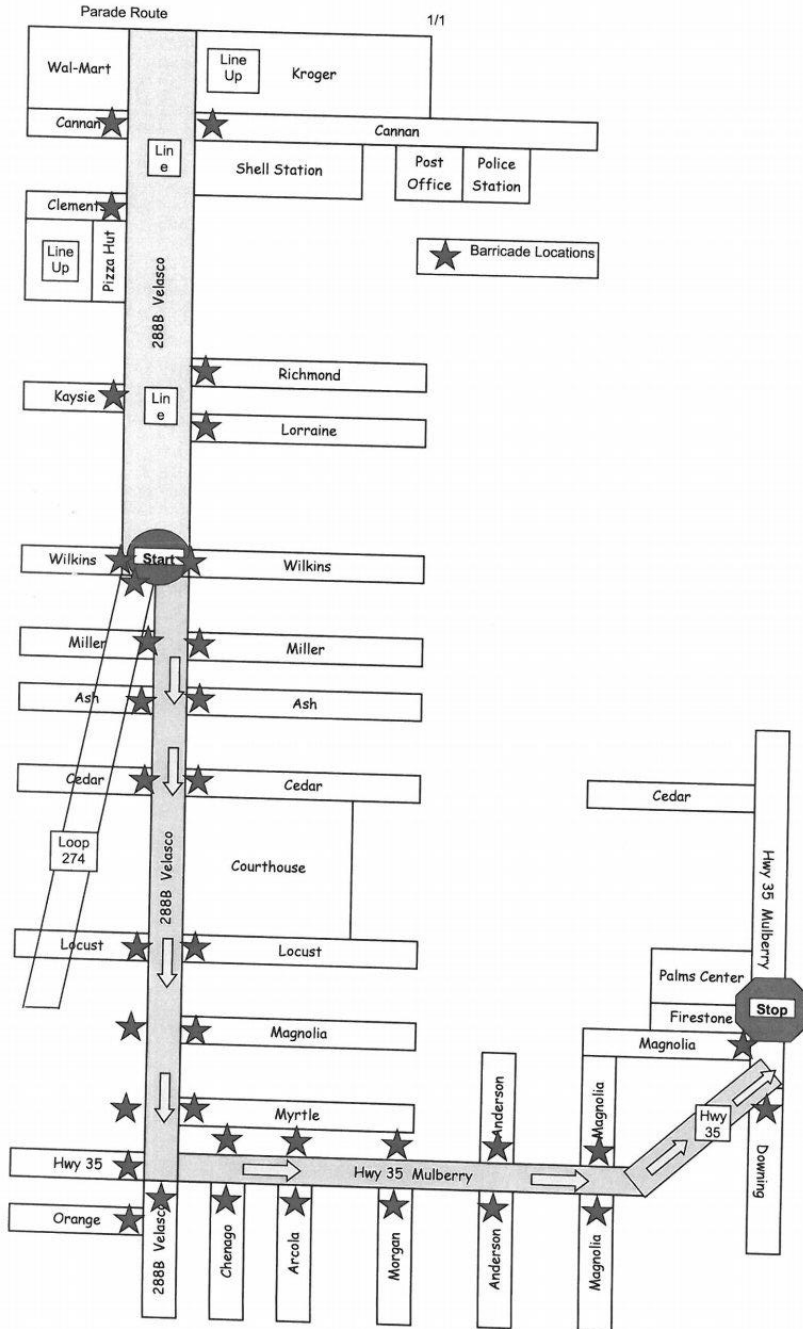 Parade Route
1/1
Wal-Mart
Line
Up
Kroger
Cannan
Cannan
Lin
e
Shell Station
Post
Office
Police
Station
Clements
Line
Up
Pizza Hut
288B Velasco
Barricade Locations
Richmond
Kaysie
Lin
e
Lorraine
Wilkins
Start
Wilkins
Miller
Miller
Ash
Ash
Cedar
Cedar
Cedar
Loop
274
288B Velasco
Courthouse
Hwy 35 Mulberry
Locust
Locust
Palms Center
Stop
Firestone
Magnolia
Magnolia
Myrtle
Anderson
Magnolia
Hwy
35
Downing
Hwy 35
Hwy 35 Mulberry
Orange
288B Velasco
Chenago
Arcola
Morgan
Anderson
Magnolia